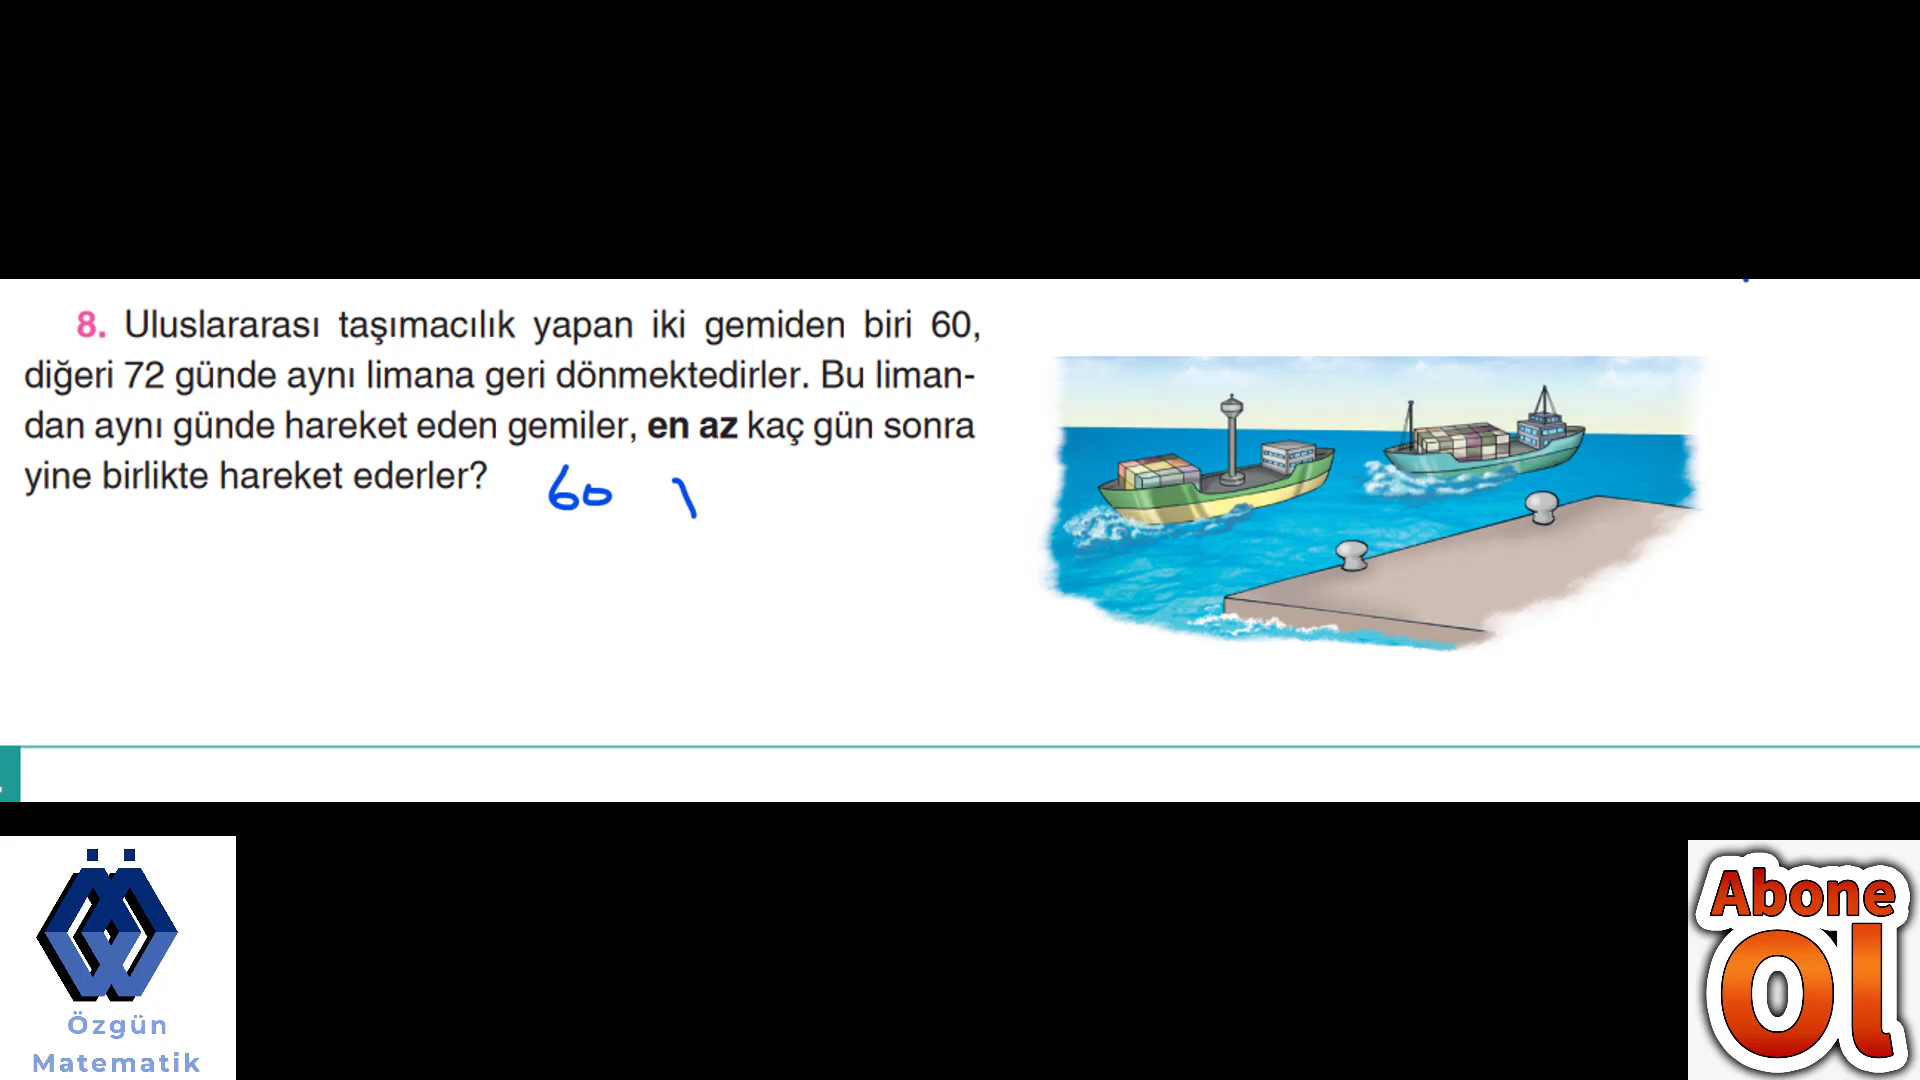 8. Uluslararası taşımacılık yapan iki gemiden biri 60,
diğeri 72 günde aynı limana geri dönmektedirler. Bu liman-
dan aynı günde hareket eden gemiler, en az kaç gün sonra
yine birlikte hareket ederler?
60
Özgün
Matematik
Abone
Ol